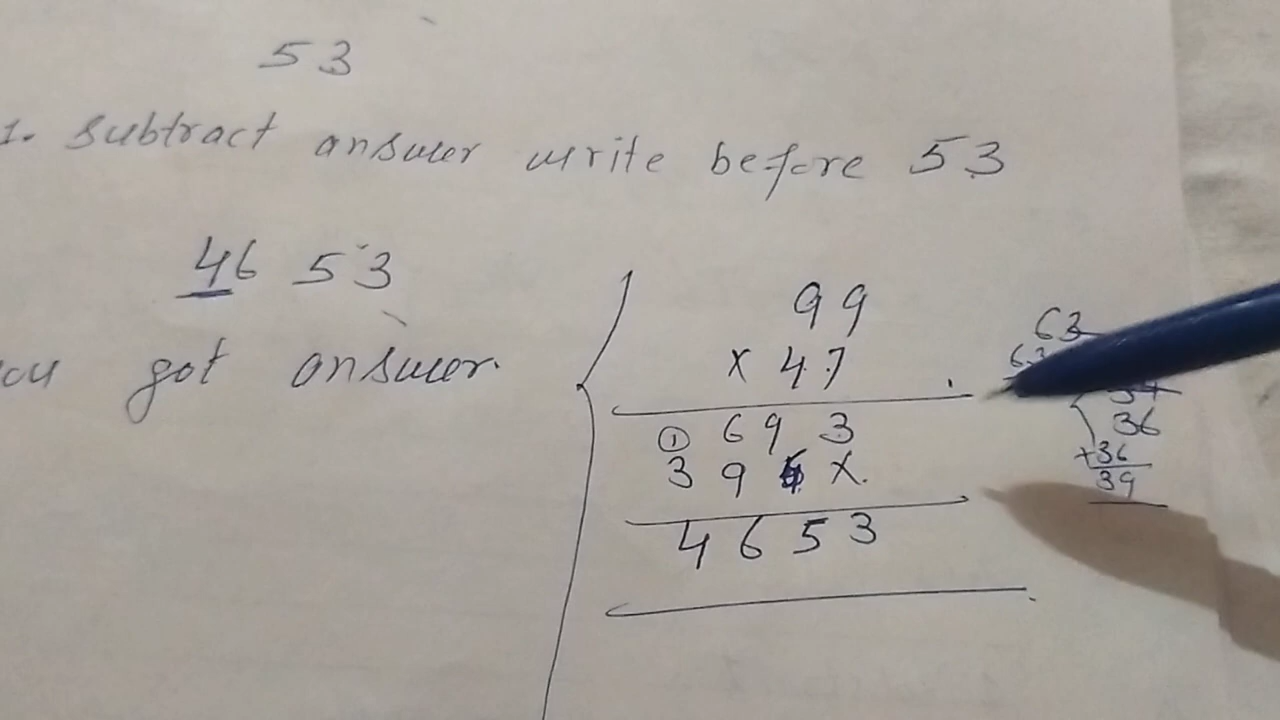 53
1. Subtract answer write before 53
46 53
ou got answer.
99
x 47
1 6 9 3
3 9 6 x
4 6 5 3
63
36
+36
39